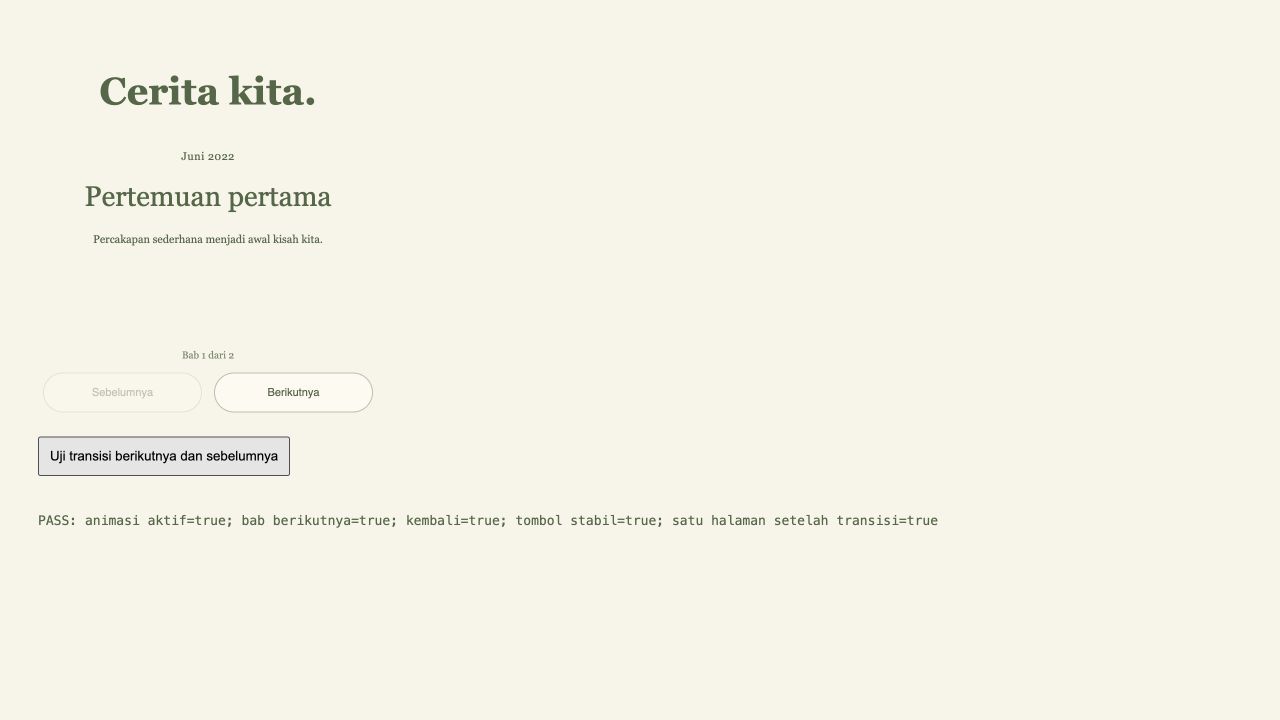 Cerita kita.
Juni 2022
Pertemuan pertama
Percakapan sederhana menjadi awal kisah kita.
Bab 1 dari 2
Sebelumnya
Berikutnya
Uji transisi berikutnya dan sebelumnya
PASS: animasi aktif=true; bab berikutnya=true; kembali=true; tombol stabil=true; satu halaman setelah transisi=true